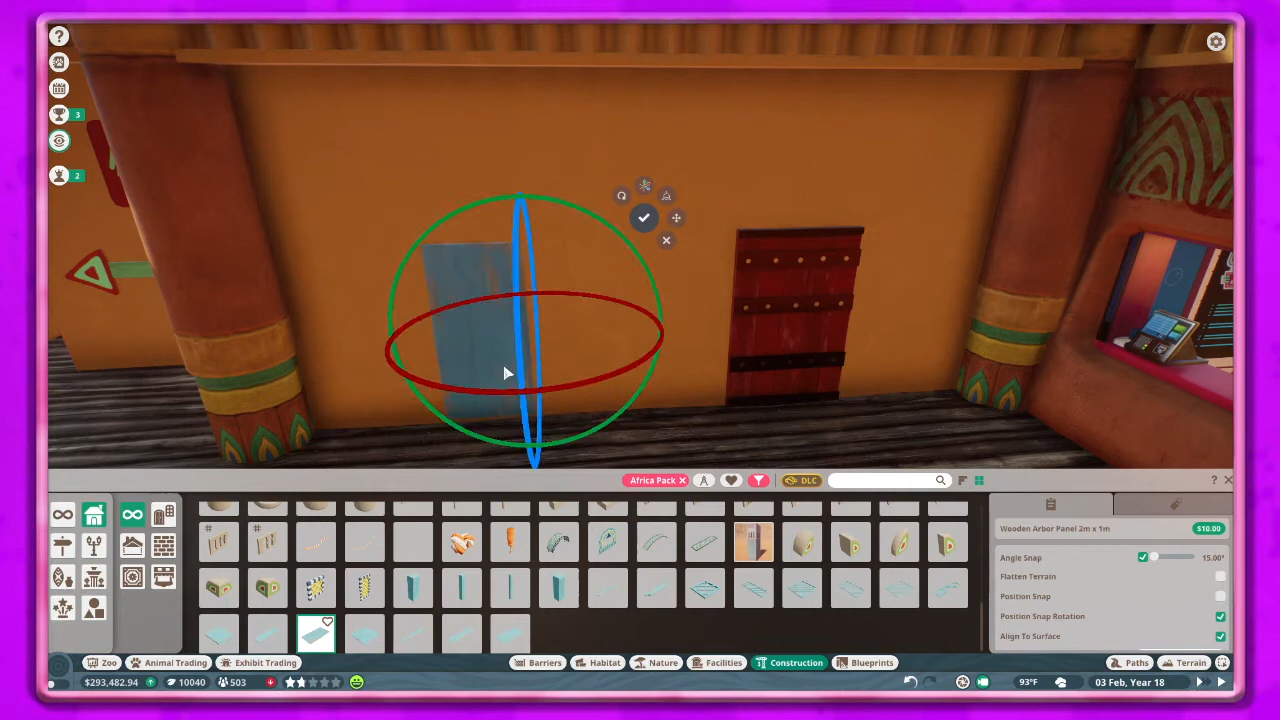 3
2
Africa Pack
DLC
?
Wooden Arbor Panel 2m x 1m
$10.00
Angle Snap
15.00°
Flatten Terrain
Position Snap
Position Snap Rotation
Align To Surface
Zoo
Animal Trading
Exhibit Trading
Barriers
Habitat
Nature
Facilities
Construction
Blueprints
Paths
Terrain
$293,482.94
10040
503
93°F
03 Feb, Year 18